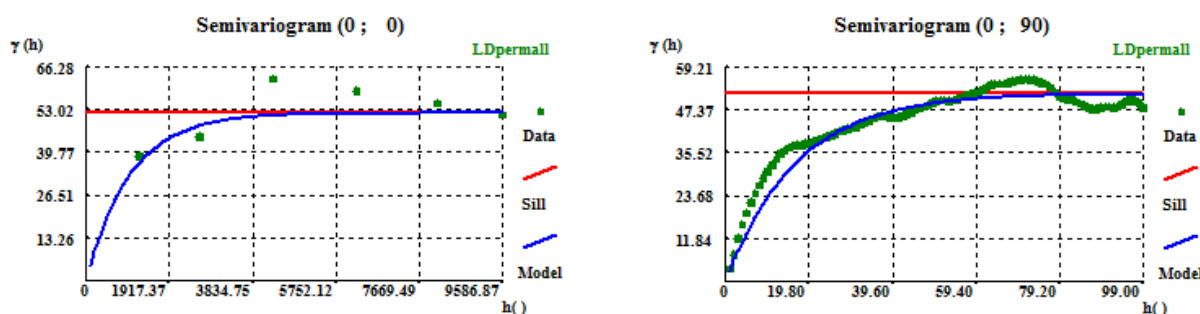 Semivariogram (0 ; 0)
γ (h)
LDpermall
66.28
53.02
39.77
26.51
13.26
0 1917.37 3834.75 5752.12 7669.49 9586.87
h( )
Data
Sill
Model
Semivariogram (0 ; 90)
γ (h)
LDpermall
59.21
47.37
35.52
23.68
11.84
0 19.80 39.60 59.40 79.20 99.00
h( )
Data
Sill
Model